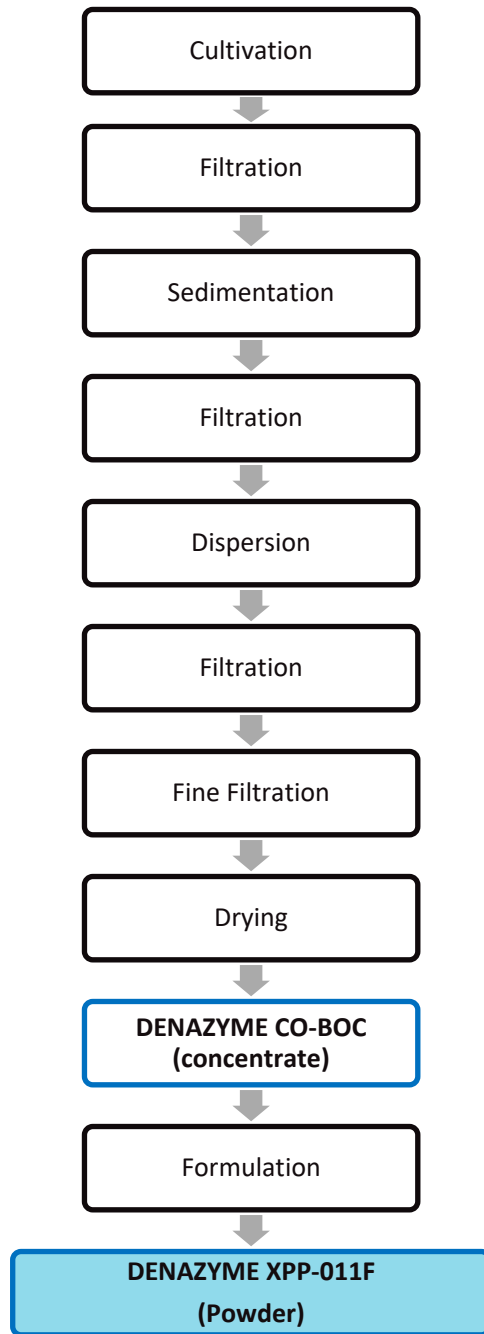 Cultivation
Filtration
Sedimentation
Filtration
Dispersion
Filtration
Fine Filtration
Drying
DENAZYME CO-BOC
(concentrate)
Formulation
DENAZYME XPP-011F
(Powder)